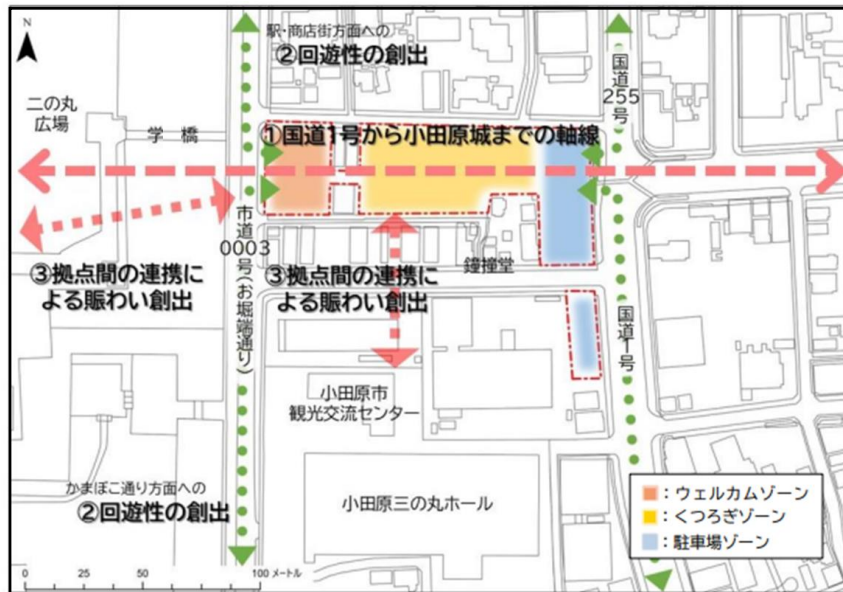 N
駅・商店街方面への
②回遊性の創出
国道255号
二の丸
広場
学 橋
①国道1号から小田原城までの軸線
市道0003号(お堀端通り)
③拠点間の連携に
よる賑わい創出
③拠点間の連携に
よる賑わい創出
鐘撞堂
国道1号
小田原市
観光交流センター
かまぼこ通り方面への
②回遊性の創出
小田原三の丸ホール
:ウェルカムゾーン
:くつろぎゾーン
:駐車場ゾーン
0 25 50 100 メートル